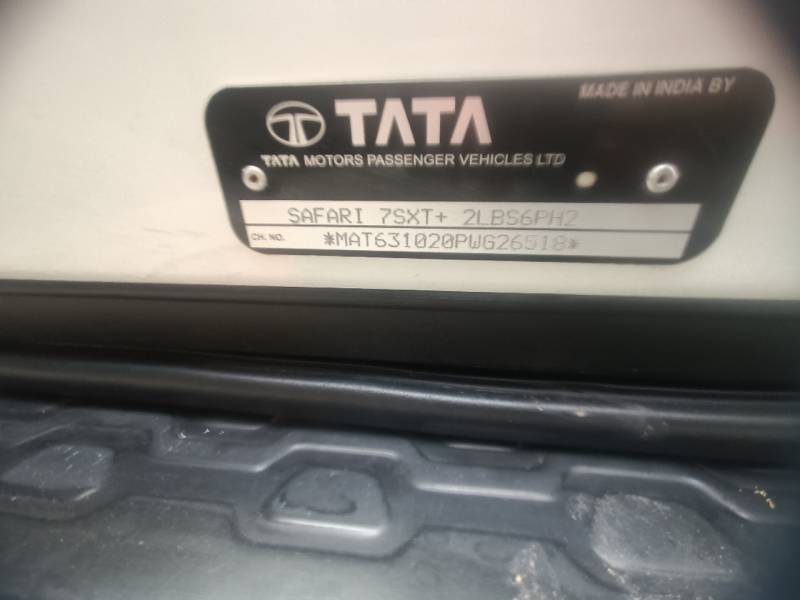 MADE IN INDIA BY
TATA
TATA MOTORS PASSENGER VEHICLES LTD
SAFARI 7SXT+ 2LBS6PH2
CH. NO. *MAT631020PWG26518*